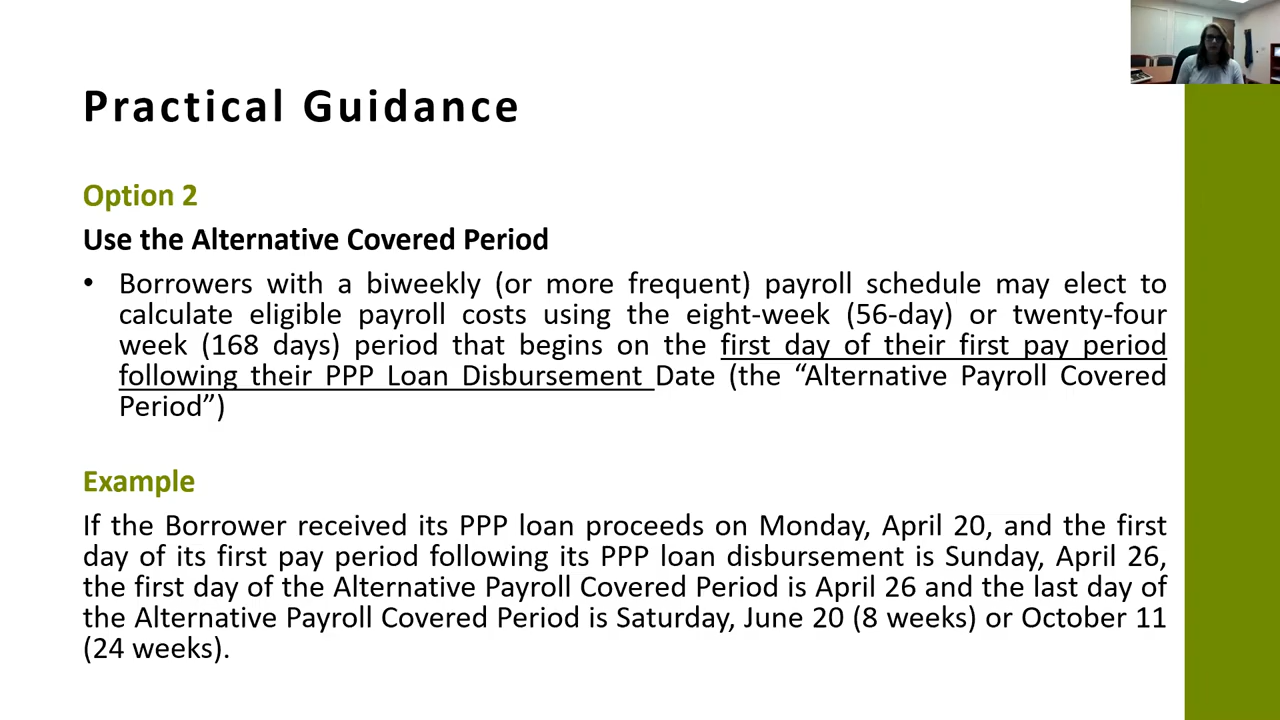 Practical Guidance
Option 2
Use the Alternative Covered Period
• Borrowers with a biweekly (or more frequent) payroll schedule may elect to
calculate eligible payroll costs using the eight-week (56-day) or twenty-four
week (168 days) period that begins on the first day of their first pay period
following their PPP Loan Disbursement Date (the “Alternative Payroll Covered
Period”)
Example
If the Borrower received its PPP loan proceeds on Monday, April 20, and the first
day of its first pay period following its PPP loan disbursement is Sunday, April 26,
the first day of the Alternative Payroll Covered Period is April 26 and the last day of
the Alternative Payroll Covered Period is Saturday, June 20 (8 weeks) or October 11
(24 weeks).